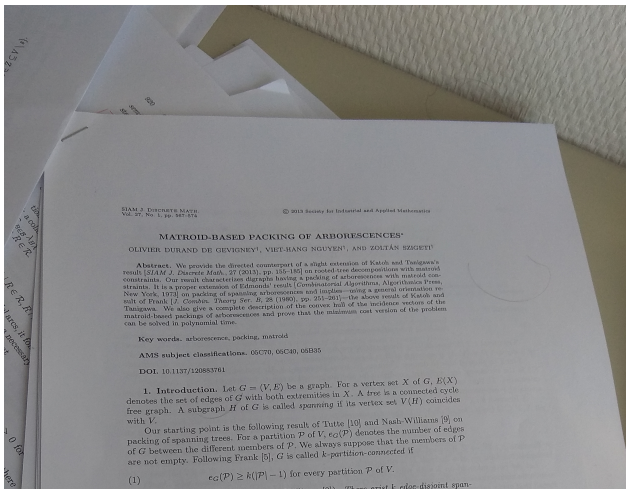 SIAM J. DISCRETE MATH.
Vol. 27, No. 1, pp. 567–574
© 2013 Society for Industrial and Applied Mathematics
MATROID-BASED PACKING OF ARBORESCENCES*
OLIVIER DURAND DE GEVIGNEY†, VIET-HANG NGUYEN†, AND ZOLTÁN SZIGETI†
Abstract. We provide the directed counterpart of a slight extension of Katoh and Tanigawa's
result [SIAM J. Discrete Math., 27 (2013), pp. 155–185] on rooted-tree decompositions with matroid
constraints. Our result characterizes digraphs having a packing of arborescences with matroid con-
straints. It is a proper extension of Edmonds' result [Combinatorial Algorithms, Algorithmics Press,
New York, 1973] on packing of spanning arborescences and implies—using a general orientation re-
sult of Frank [J. Combin. Theory Ser. B, 28 (1980), pp. 251–261]—the above result of Katoh and
Tanigawa. We also give a complete description of the convex hull of the incidence vectors of the
matroid-based packings of arborescences and prove that the minimum cost version of the problem
can be solved in polynomial time.
Key words. arborescence, packing, matroid
AMS subject classifications. 05C70, 05C40, 05B35
DOI. 10.1137/120883761
1. Introduction. Let G = (V, E) be a graph. For a vertex set X of G, E(X)
denotes the set of edges of G with both extremities in X. A tree is a connected cycle
free graph. A subgraph H of G is called spanning if its vertex set V(H) coincides
with V.
Our starting point is the following result of Tutte [10] and Nash-Williams [9] on
packing of spanning trees. For a partition P of V, e_G(P) denotes the number of edges
of G between the different members of P. We always suppose that the members of P
are not empty. Following Frank [5], G is called k-partition-connected if
(1) e_G(P) ≥ k(|P| − 1) for every partition P of V.
There exist k edge-disjoint span-